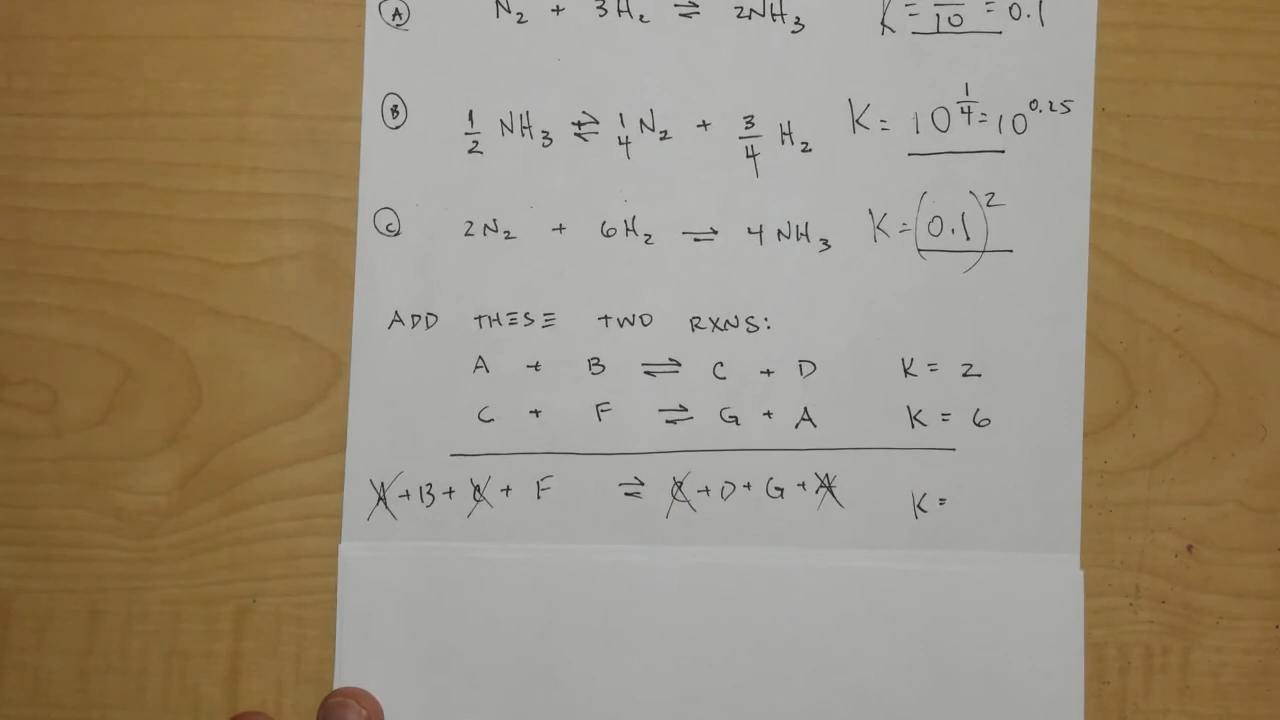 Ⓐ N₂ + 3H₂ ⇌ 2NH₃ K = /10 = 0.1
Ⓑ 1/2 NH₃ ⇌ 1/4 N₂ + 3/4 H₂ K = 10^1/4 = 10^0.25
Ⓒ 2N₂ + 6H₂ ⇌ 4NH₃ K = (0.1)²
ADD THESE TWO RXNS:
A + B ⇌ C + D K = 2
C + F ⇌ G + A K = 6
A + B + C + F ⇌ C + D + G + A K =